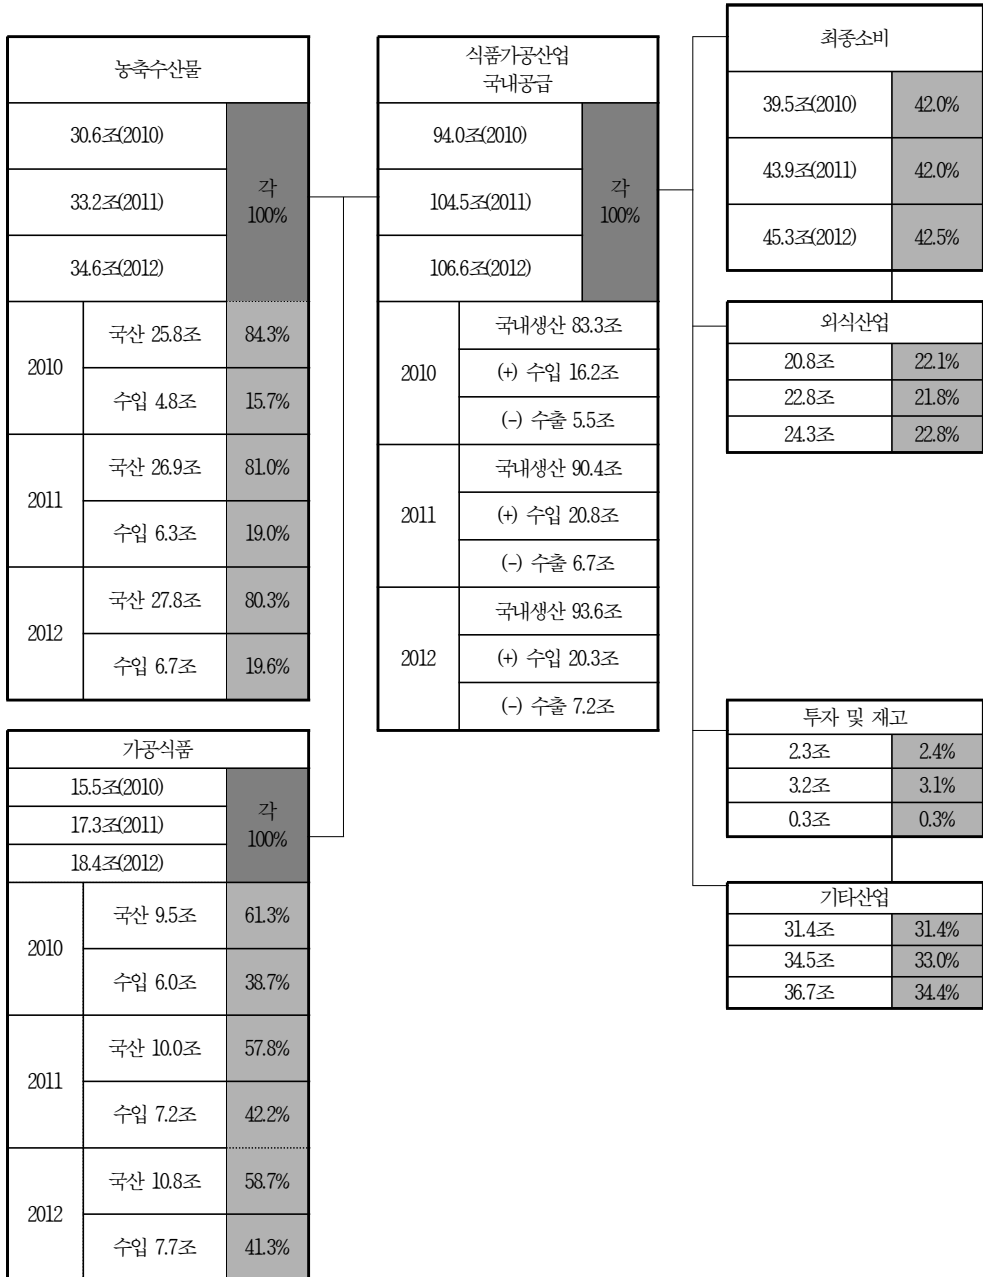 농축수산물
30.6조(2010)
33.2조(2011)
34.6조(2012)
각
100%
2010
국산 25.8조 84.3%
수입 4.8조 15.7%
2011
국산 26.9조 81.0%
수입 6.3조 19.0%
2012
국산 27.8조 80.3%
수입 6.7조 19.6%
가공식품
15.5조(2010)
17.3조(2011)
18.4조(2012)
각
100%
2010
국산 9.5조 61.3%
수입 6.0조 38.7%
2011
국산 10.0조 57.8%
수입 7.2조 42.2%
2012
국산 10.8조 58.7%
수입 7.7조 41.3%
식품가공산업
국내공급
94.0조(2010)
104.5조(2011)
106.6조(2012)
각
100%
2010
국내생산 83.3조
(+) 수입 16.2조
(-) 수출 5.5조
2011
국내생산 90.4조
(+) 수입 20.8조
(-) 수출 6.7조
2012
국내생산 93.6조
(+) 수입 20.3조
(-) 수출 7.2조
최종소비
39.5조(2010) 42.0%
43.9조(2011) 42.0%
45.3조(2012) 42.5%
외식산업
20.8조 22.1%
22.8조 21.8%
24.3조 22.8%
투자 및 재고
2.3조 2.4%
3.2조 3.1%
0.3조 0.3%
기타산업
31.4조 31.4%
34.5조 33.0%
36.7조 34.4%